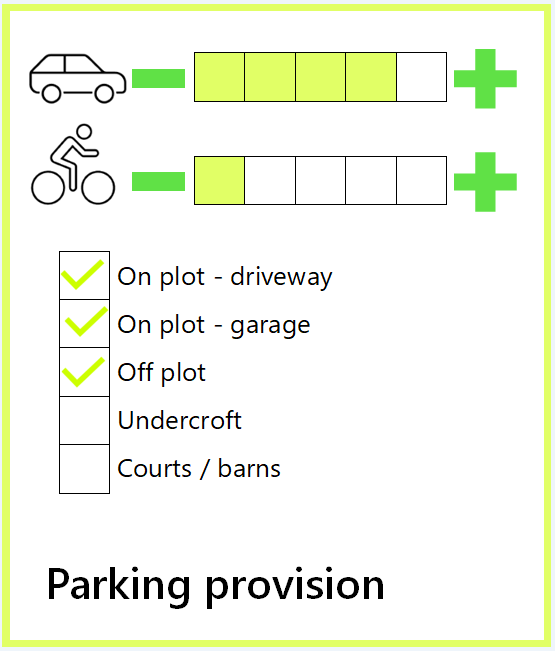 On plot - driveway
On plot - garage
Off plot
Undercroft
Courts / barns
Parking provision